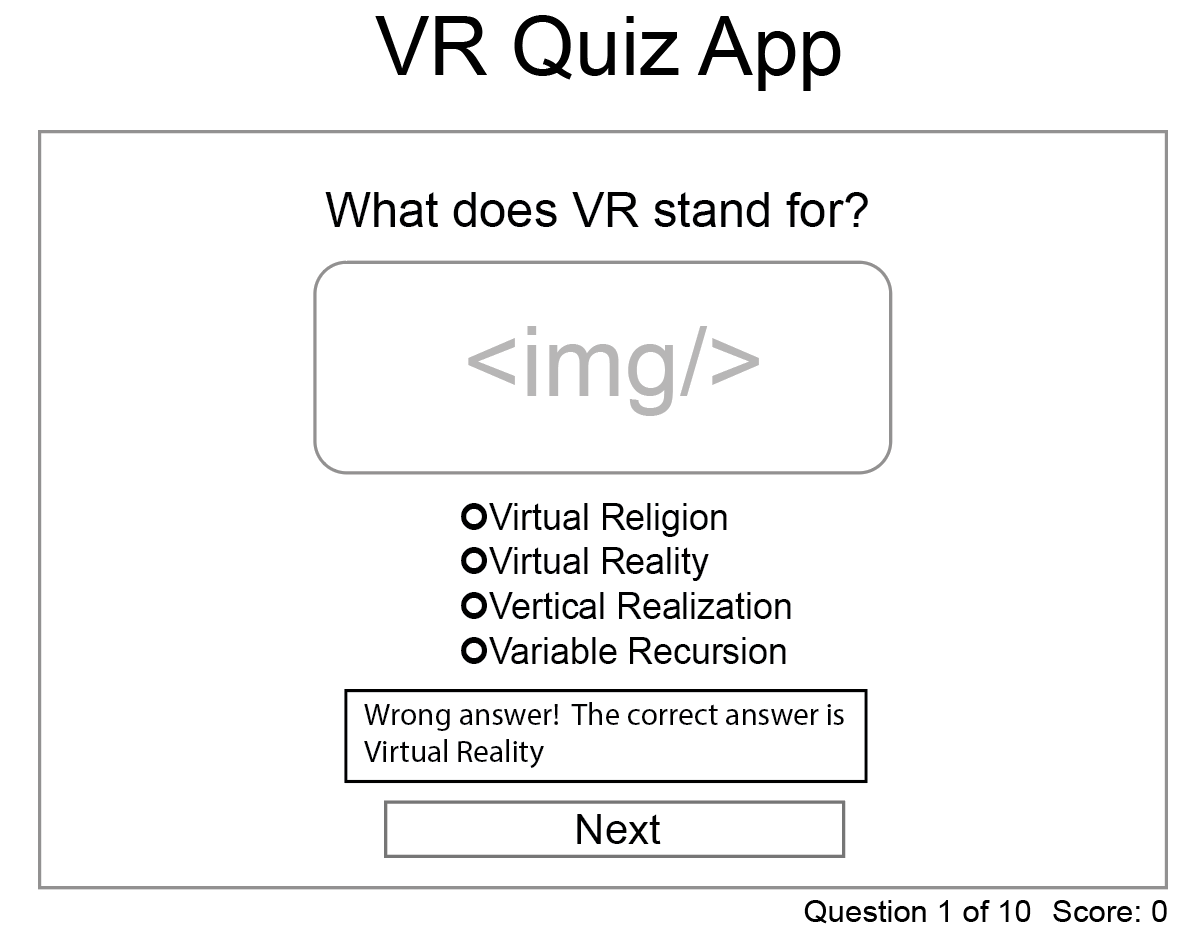 VR Quiz App
What does VR stand for?
<img/>
Virtual Religion
Virtual Reality
Vertical Realization
Variable Recursion
Wrong answer! The correct answer is
Virtual Reality
Next
Question 1 of 10 Score: 0